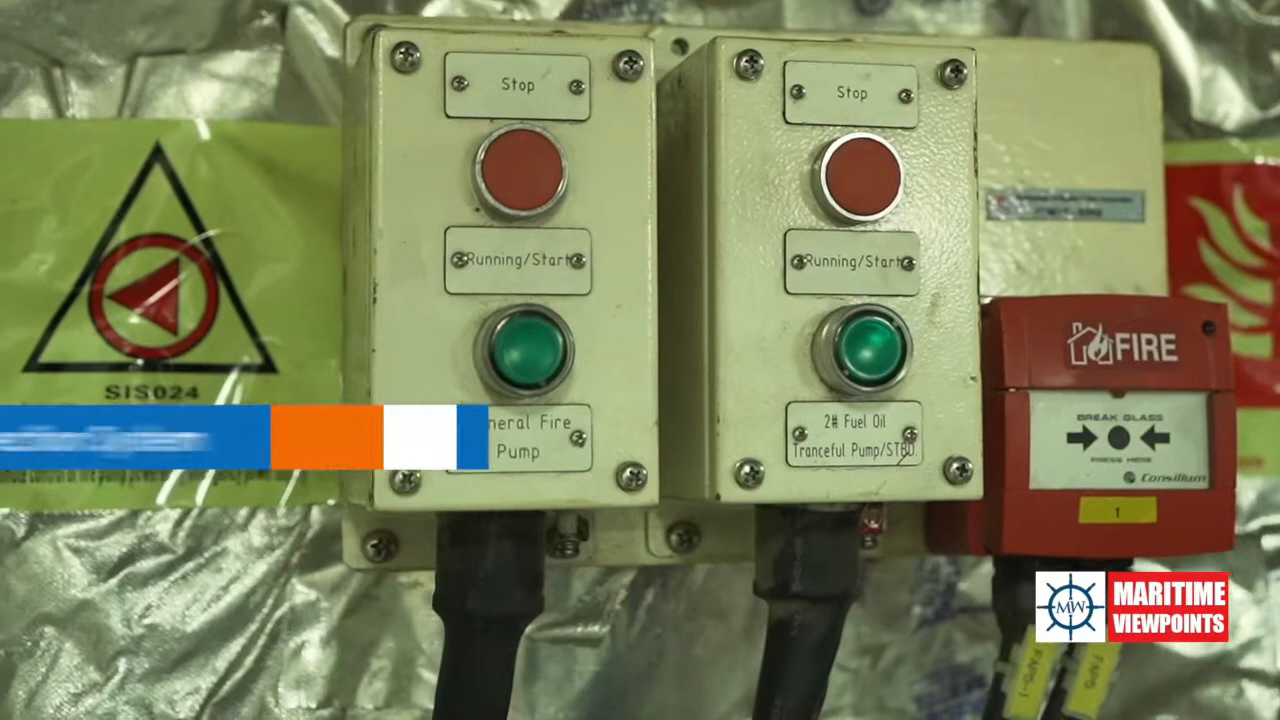 Stop
Running/Start
neral Fire
Pump
Stop
Running/Start
2# Fuel Oil
Tranceful Pump/STBD
SIS024
FIRE
BREAK GLASS
PRESS HERE
Consilium
1
MW
MARITIME
VIEWPOINTS